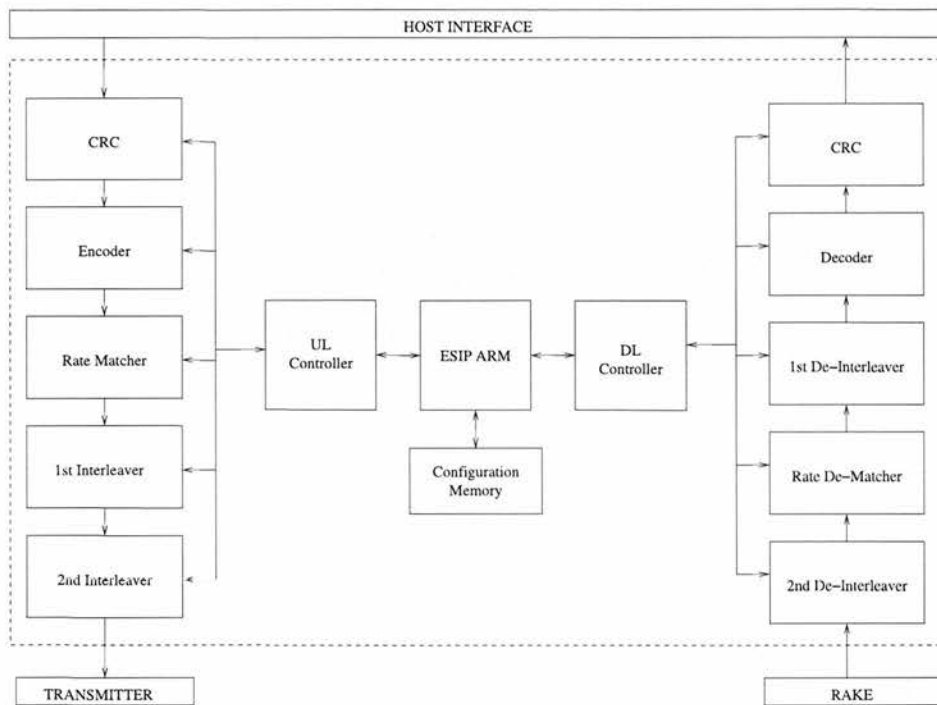 HOST INTERFACE
CRC
Encoder
Rate Matcher
1st Interleaver
2nd Interleaver
TRANSMITTER
UL
Controller
ESIP ARM
Configuration
Memory
DL
Controller
CRC
Decoder
1st De-Interleaver
Rate De-Matcher
2nd De-Interleaver
RAKE